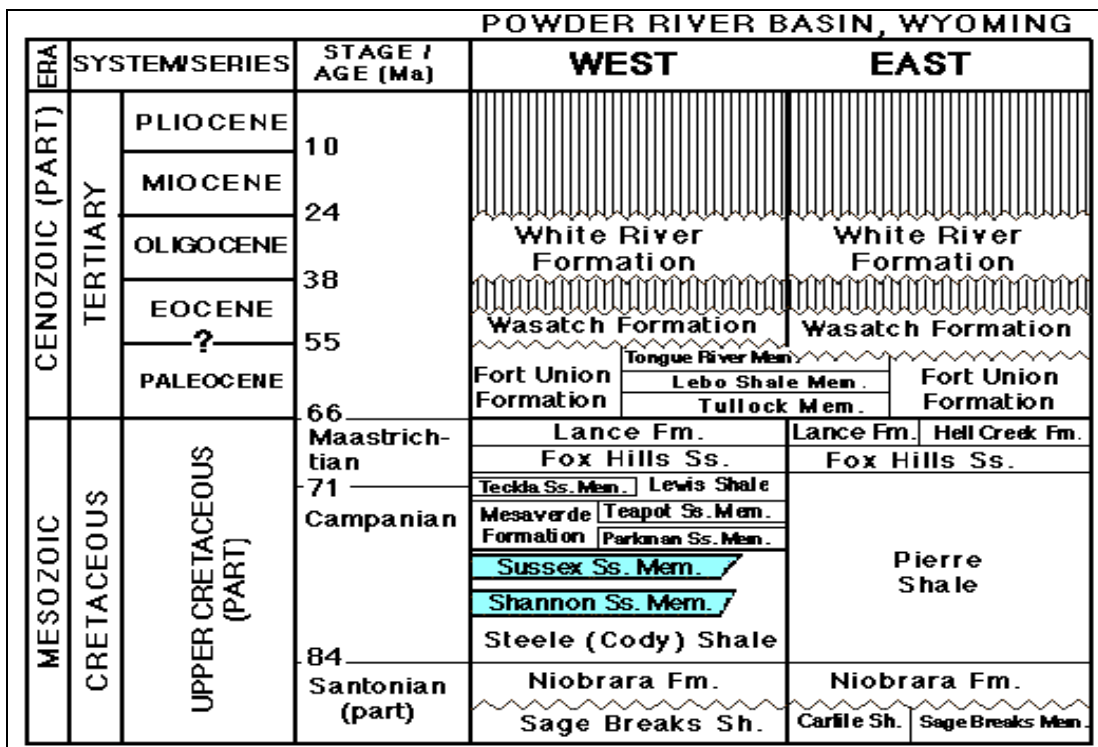 POWDER RIVER BASIN, WYOMING
ERA
SYSTEM/SERIES
STAGE /
AGE (Ma)
WEST
EAST
CENOZOIC (PART)
TERTIARY
PLIOCENE
10
MIOCENE
24
OLIGOCENE
38
EOCENE
?
55
PALEOCENE
66
White River
Formation
White River
Formation
Wasatch Formation
Wasatch Formation
Fort Union
Formation
Tongue River Mem.
Lebo Shale Mem.
Tullock Mem.
Fort Union
Formation
MESOZOIC
CRETACEOUS
UPPER CRETACEOUS
(PART)
Maastrich-
tian
71
Campanian
84
Santonian
(part)
Lance Fm.
Lance Fm.
Hell Creek Fm.
Fox Hills Ss.
Fox Hills Ss.
Teckla Ss. Mem.
Lewis Shale
Mesaverde
Formation
Teapot Ss. Mem.
Parkman Ss. Mem.
Sussex Ss. Mem.
Shannon Ss. Mem.
Steele (Cody) Shale
Pierre
Shale
Niobrara Fm.
Niobrara Fm.
Sage Breaks Sh.
Carlile Sh.
Sage Breaks Mem.